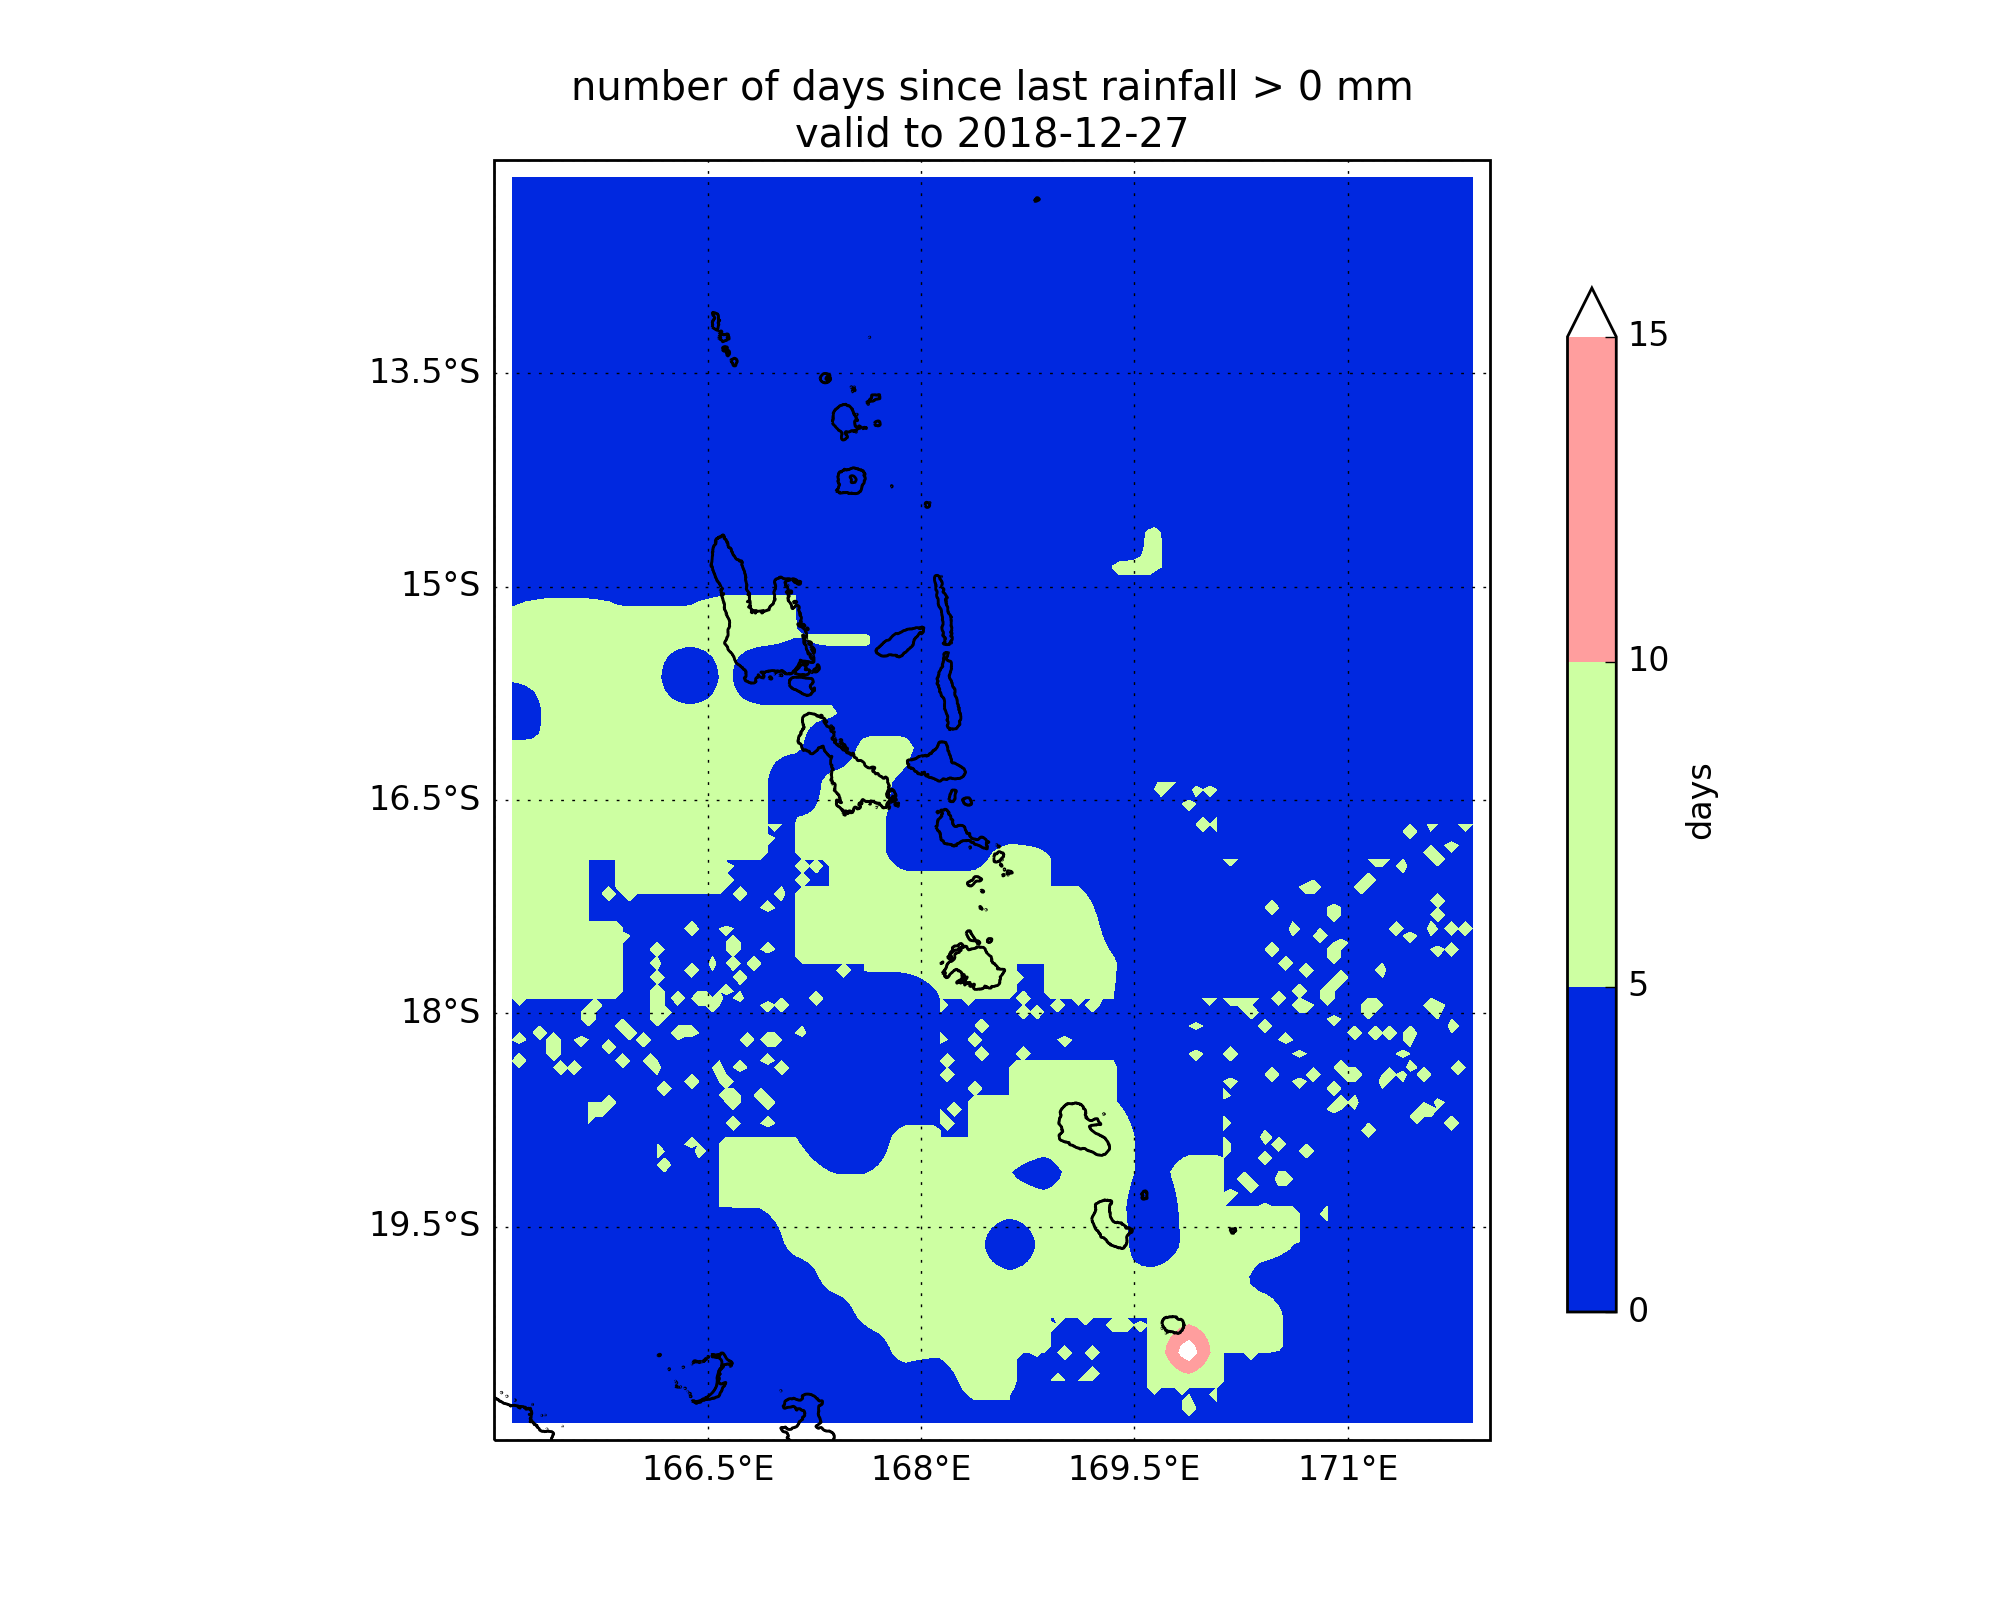 number of days since last rainfall > 0 mm
valid to 2018-12-27
13.5°S
15°S
16.5°S
18°S
19.5°S
166.5°E
168°E
169.5°E
171°E
15
10
5
0
days